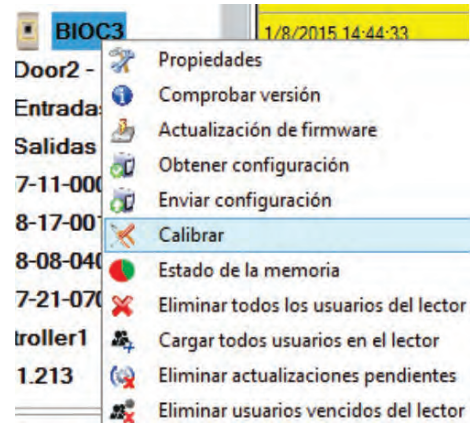 BIOC3
1/8/2015 14:44:33
Door2 -
Propiedades
Comprobar versión
Entrada
Actualización de firmware
Salidas
Obtener configuración
7-11-000
Enviar configuración
8-17-00
Calibrar
8-08-040
Estado de la memoria
7-21-070
Eliminar todos los usuarios del lector
troller1
Cargar todos usuarios en el lector
1.213
Eliminar actualizaciones pendientes
Eliminar usuarios vencidos del lector